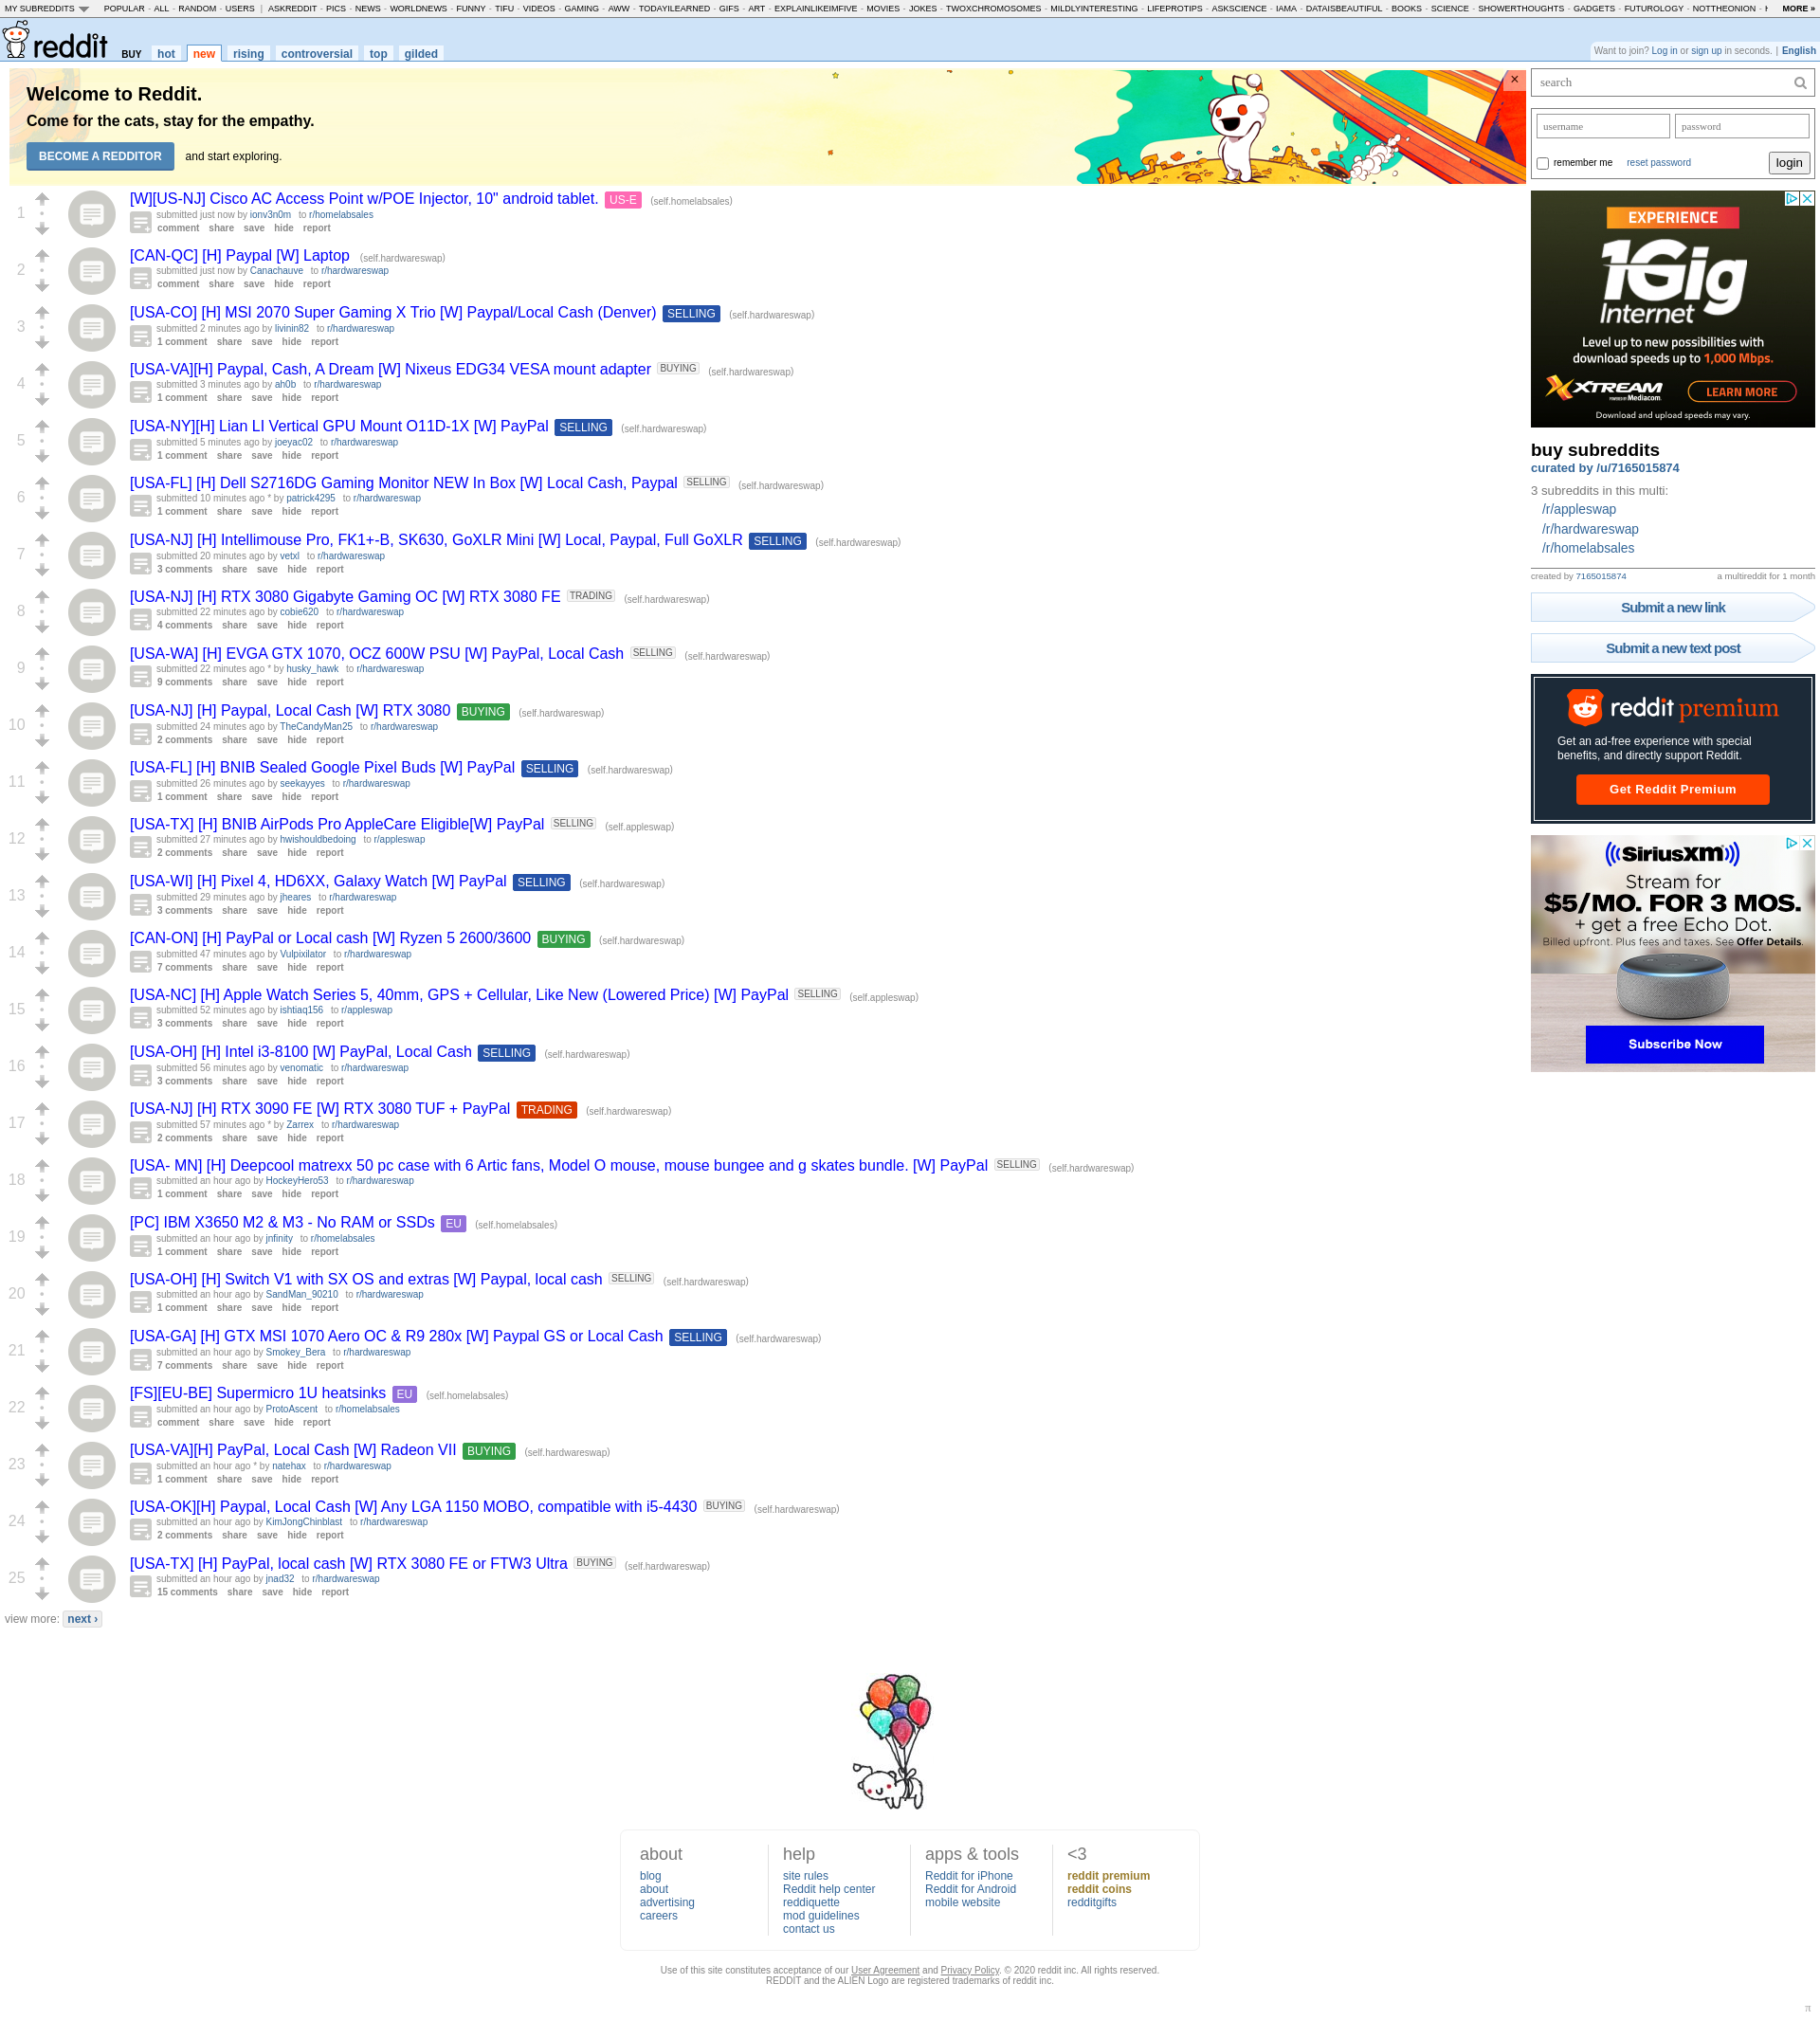 MY SUBREDDITS POPULAR - ALL - RANDOM - USERS | ASKREDDIT - PICS - NEWS - WORLDNEWS - FUNNY - TIFU - VIDEOS - GAMING - AWW - TODAYILEARNED - GIFS - ART - EXPLAINLIKEIMFIVE - MOVIES - JOKES - TWOXCHROMOSOMES - MILDLYINTERESTING - LIFEPROTIPS - ASKSCIENCE - IAMA - DATAISBEAUTIFUL - BOOKS - SCIENCE - SHOWERTHOUGHTS - GADGETS - FUTUROLOGY - NOTTHEONION - MORE »
reddit BUY hot new rising controversial top gilded
Want to join? Log in or sign up in seconds. | English
Welcome to Reddit.
Come for the cats, stay for the empathy.
BECOME A REDDITOR and start exploring.
×
1
[W][US-NJ] Cisco AC Access Point w/POE Injector, 10" android tablet. US-E (self.homelabsales)
submitted just now by ionv3n0m to r/homelabsales
comment share save hide report
2
[CAN-QC] [H] Paypal [W] Laptop (self.hardwareswap)
submitted just now by Canachauve to r/hardwareswap
comment share save hide report
3
[USA-CO] [H] MSI 2070 Super Gaming X Trio [W] Paypal/Local Cash (Denver) SELLING (self.hardwareswap)
submitted 2 minutes ago by livinin82 to r/hardwareswap
1 comment share save hide report
4
[USA-VA][H] Paypal, Cash, A Dream [W] Nixeus EDG34 VESA mount adapter BUYING (self.hardwareswap)
submitted 3 minutes ago by ah0b to r/hardwareswap
1 comment share save hide report
5
[USA-NY][H] Lian LI Vertical GPU Mount O11D-1X [W] PayPal SELLING (self.hardwareswap)
submitted 5 minutes ago by joeyac02 to r/hardwareswap
1 comment share save hide report
6
[USA-FL] [H] Dell S2716DG Gaming Monitor NEW In Box [W] Local Cash, Paypal SELLING (self.hardwareswap)
submitted 10 minutes ago * by patrick4295 to r/hardwareswap
1 comment share save hide report
7
[USA-NJ] [H] Intellimouse Pro, FK1+-B, SK630, GoXLR Mini [W] Local, Paypal, Full GoXLR SELLING (self.hardwareswap)
submitted 20 minutes ago by vetxl to r/hardwareswap
3 comments share save hide report
8
[USA-NJ] [H] RTX 3080 Gigabyte Gaming OC [W] RTX 3080 FE TRADING (self.hardwareswap)
submitted 22 minutes ago by cobie620 to r/hardwareswap
4 comments share save hide report
9
[USA-WA] [H] EVGA GTX 1070, OCZ 600W PSU [W] PayPal, Local Cash SELLING (self.hardwareswap)
submitted 22 minutes ago * by husky_hawk to r/hardwareswap
9 comments share save hide report
10
[USA-NJ] [H] Paypal, Local Cash [W] RTX 3080 BUYING (self.hardwareswap)
submitted 24 minutes ago by TheCandyMan25 to r/hardwareswap
2 comments share save hide report
11
[USA-FL] [H] BNIB Sealed Google Pixel Buds [W] PayPal SELLING (self.hardwareswap)
submitted 26 minutes ago by seekayyes to r/hardwareswap
1 comment share save hide report
12
[USA-TX] [H] BNIB AirPods Pro AppleCare Eligible[W] PayPal SELLING (self.appleswap)
submitted 27 minutes ago by hwishouldbedoing to r/appleswap
2 comments share save hide report
13
[USA-WI] [H] Pixel 4, HD6XX, Galaxy Watch [W] PayPal SELLING (self.hardwareswap)
submitted 29 minutes ago by jheares to r/hardwareswap
3 comments share save hide report
14
[CAN-ON] [H] PayPal or Local cash [W] Ryzen 5 2600/3600 BUYING (self.hardwareswap)
submitted 47 minutes ago by Vulpixilator to r/hardwareswap
7 comments share save hide report
15
[USA-NC] [H] Apple Watch Series 5, 40mm, GPS + Cellular, Like New (Lowered Price) [W] PayPal SELLING (self.appleswap)
submitted 52 minutes ago by ishtiaq156 to r/appleswap
3 comments share save hide report
16
[USA-OH] [H] Intel i3-8100 [W] PayPal, Local Cash SELLING (self.hardwareswap)
submitted 56 minutes ago by venomatic to r/hardwareswap
3 comments share save hide report
17
[USA-NJ] [H] RTX 3090 FE [W] RTX 3080 TUF + PayPal TRADING (self.hardwareswap)
submitted 57 minutes ago * by Zarrex to r/hardwareswap
2 comments share save hide report
18
[USA- MN] [H] Deepcool matrexx 50 pc case with 6 Artic fans, Model O mouse, mouse bungee and g skates bundle. [W] PayPal SELLING (self.hardwareswap)
submitted an hour ago by HockeyHero53 to r/hardwareswap
1 comment share save hide report
19
[PC] IBM X3650 M2 & M3 - No RAM or SSDs EU (self.homelabsales)
submitted an hour ago by jnfinity to r/homelabsales
1 comment share save hide report
20
[USA-OH] [H] Switch V1 with SX OS and extras [W] Paypal, local cash SELLING (self.hardwareswap)
submitted an hour ago by SandMan_90210 to r/hardwareswap
1 comment share save hide report
21
[USA-GA] [H] GTX MSI 1070 Aero OC & R9 280x [W] Paypal GS or Local Cash SELLING (self.hardwareswap)
submitted an hour ago by Smokey_Bera to r/hardwareswap
7 comments share save hide report
22
[FS][EU-BE] Supermicro 1U heatsinks EU (self.homelabsales)
submitted an hour ago by ProtoAscent to r/homelabsales
comment share save hide report
23
[USA-VA][H] PayPal, Local Cash [W] Radeon VII BUYING (self.hardwareswap)
submitted an hour ago * by natehax to r/hardwareswap
1 comment share save hide report
24
[USA-OK][H] Paypal, Local Cash [W] Any LGA 1150 MOBO, compatible with i5-4430 BUYING (self.hardwareswap)
submitted an hour ago by KimJongChinblast to r/hardwareswap
2 comments share save hide report
25
[USA-TX] [H] PayPal, local cash [W] RTX 3080 FE or FTW3 Ultra BUYING (self.hardwareswap)
submitted an hour ago by jnad32 to r/hardwareswap
15 comments share save hide report
view more: next ›
search
username password
remember me reset password login
EXPERIENCE
1Gig
Internet
Level up to new possibilities with
download speeds up to 1,000 Mbps.
XTREAM POWERED BY Mediacom LEARN MORE
Download and upload speeds may vary.
buy subreddits
curated by /u/7165015874
3 subreddits in this multi:
/r/appleswap
/r/hardwareswap
/r/homelabsales
created by 7165015874 a multireddit for 1 month
Submit a new link
Submit a new text post
reddit premium
Get an ad-free experience with special
benefits, and directly support Reddit.
Get Reddit Premium
SiriusXM
Stream for
$5/MO. FOR 3 MOS.
+ get a free Echo Dot.
Billed upfront. Plus fees and taxes. See Offer Details.
Subscribe Now
about
blog
about
advertising
careers
help
site rules
Reddit help center
reddiquette
mod guidelines
contact us
apps & tools
Reddit for iPhone
Reddit for Android
mobile website
<3
reddit premium
reddit coins
redditgifts
Use of this site constitutes acceptance of our User Agreement and Privacy Policy. © 2020 reddit inc. All rights reserved.
REDDIT and the ALIEN Logo are registered trademarks of reddit inc.
π